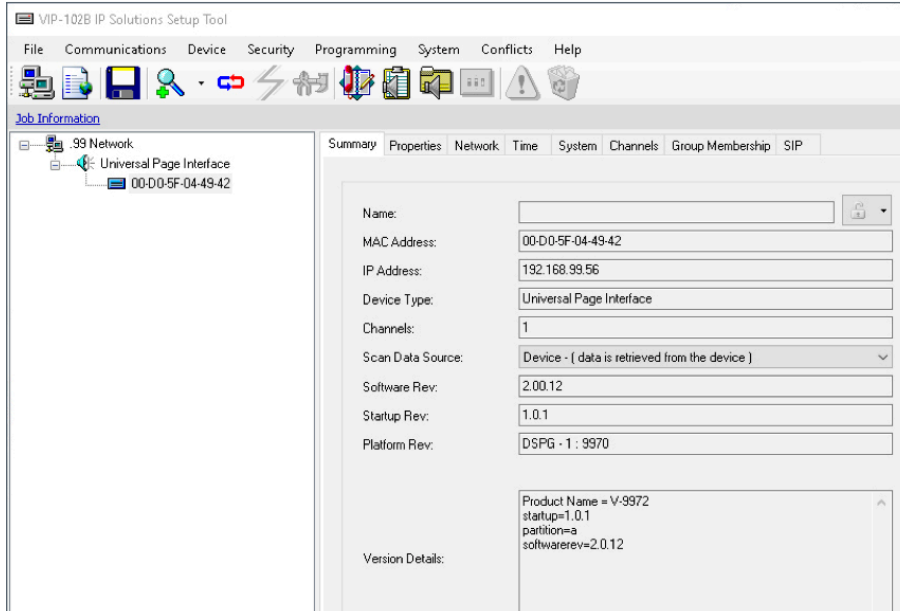 VIP-102B IP Solutions Setup Tool
File Communications Device Security Programming System Conflicts Help
Job Information
.99 Network
Universal Page Interface
00-D0-5F-04-49-42
Summary Properties Network Time System Channels Group Membership SIP
Name:
MAC Address: 00-D0-5F-04-49-42
IP Address: 192.168.99.56
Device Type: Universal Page Interface
Channels: 1
Scan Data Source: Device - ( data is retrieved from the device )
Software Rev: 2.00.12
Startup Rev: 1.0.1
Platform Rev: DSPG - 1 : 9970
Version Details:
Product Name = V-9972
startup=1.0.1
partition=a
softwarerev=2.0.12